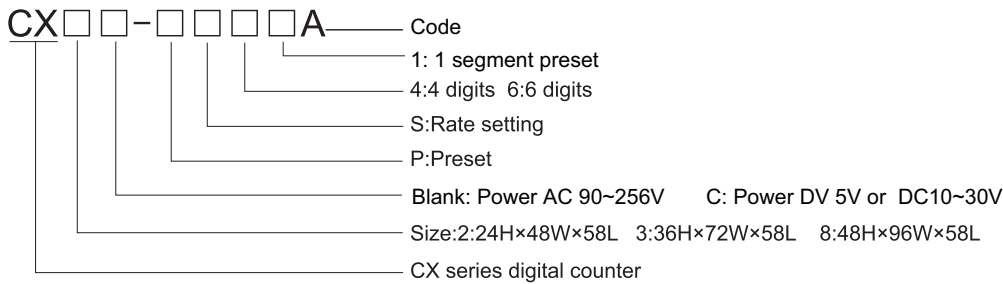 CX□□-□□□□A
Code
1: 1 segment preset
4:4 digits 6:6 digits
S:Rate setting
P:Preset
Blank: Power AC 90~256V C: Power DV 5V or DC10~30V
Size:2:24H×48W×58L 3:36H×72W×58L 8:48H×96W×58L
CX series digital counter